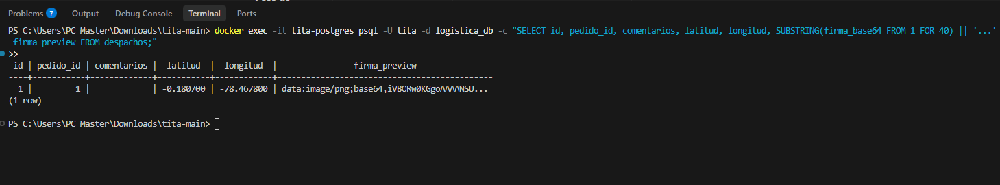 Problems 7 Output Debug Console Terminal Ports
PS C:\Users\PC Master\Downloads\tita-main> docker exec -it tita-postgres psql -U tita -d logistica_db -c "SELECT id, pedido_id, comentarios, latitud, longitud, SUBSTRING(firma_base64 FROM 1 FOR 40) || '...'
firma_preview FROM despachos;"
>>
id | pedido_id | comentarios | latitud | longitud | firma_preview
----+-----------+-------------+-----------+------------+---------------------------------------------
1 | 1 | | -0.180700 | -78.467800 | data:image/png;base64,iVBORw0KGgoAAAANSU...
(1 row)
PS C:\Users\PC Master\Downloads\tita-main>